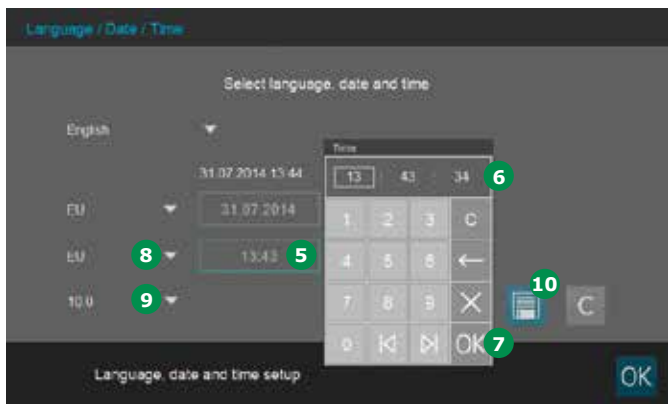 Language / Date / Time
Select language, date and time
English
Time
31.07.2014 13:44
13 : 43 : 34 6
EU 31.07.2014
1 2 3 C
EU 8 13:43 5
4 5 6 ←
10.0 9
7 8 9 X
10
C
0 OK 7
Language, date and time setup
OK